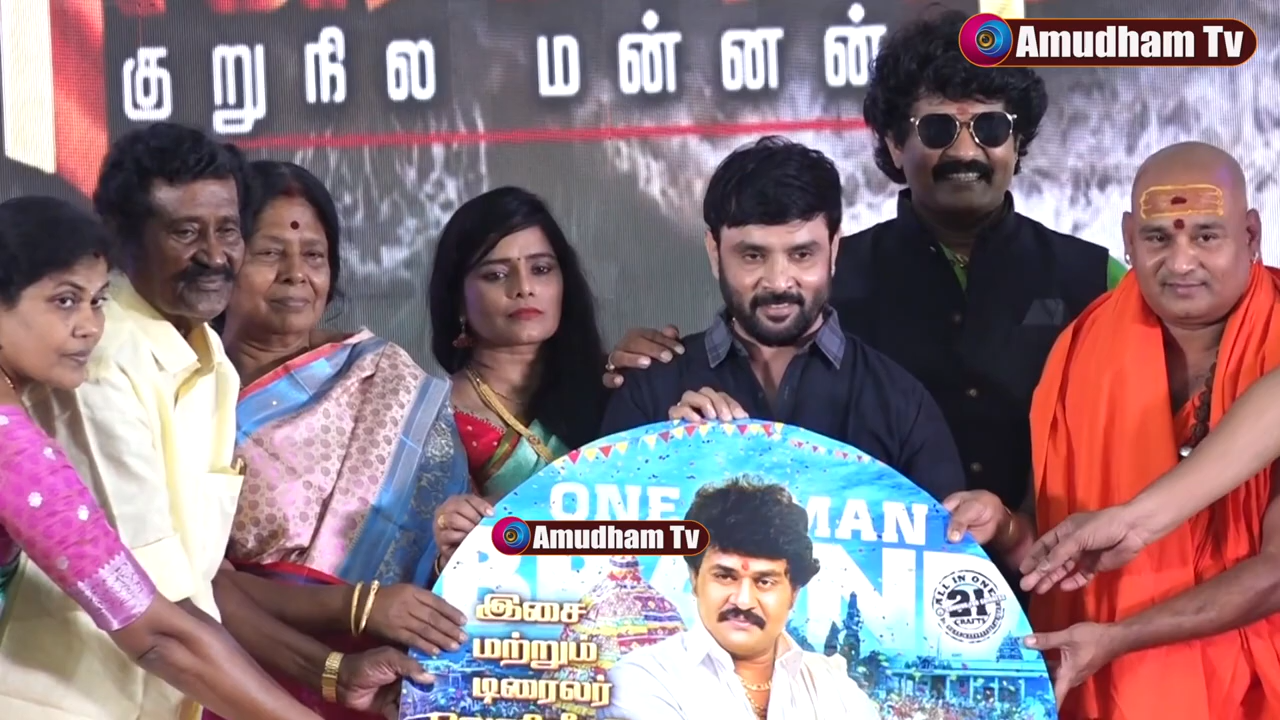 Amudham Tv
குறுநில மன்னன்
ONE MAN
Amudham Tv
ALL IN ONE
21
CRAFTS
இசை
மற்றும்
டிரைலர்